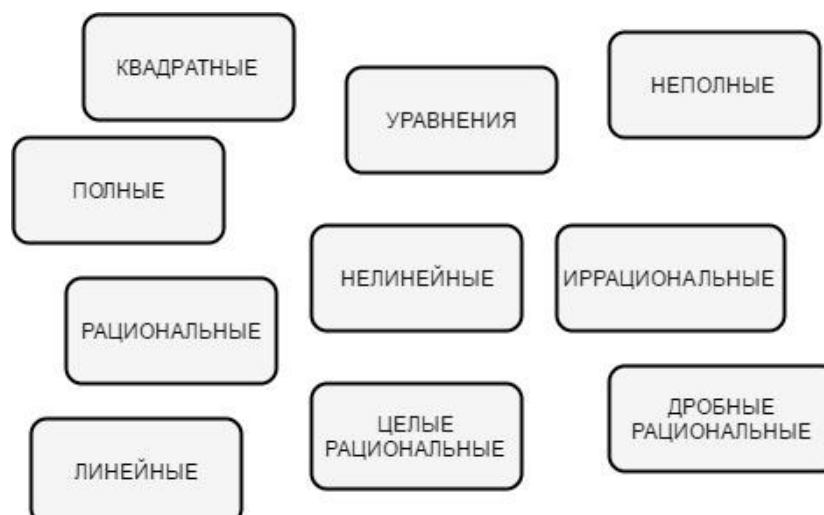 КВАДРАТНЫЕ
УРАВНЕНИЯ
НЕПОЛНЫЕ
ПОЛНЫЕ
НЕЛИНЕЙНЫЕ
ИРРАЦИОНАЛЬНЫЕ
РАЦИОНАЛЬНЫЕ
ЦЕЛЫЕ
РАЦИОНАЛЬНЫЕ
ДРОБНЫЕ
РАЦИОНАЛЬНЫЕ
ЛИНЕЙНЫЕ